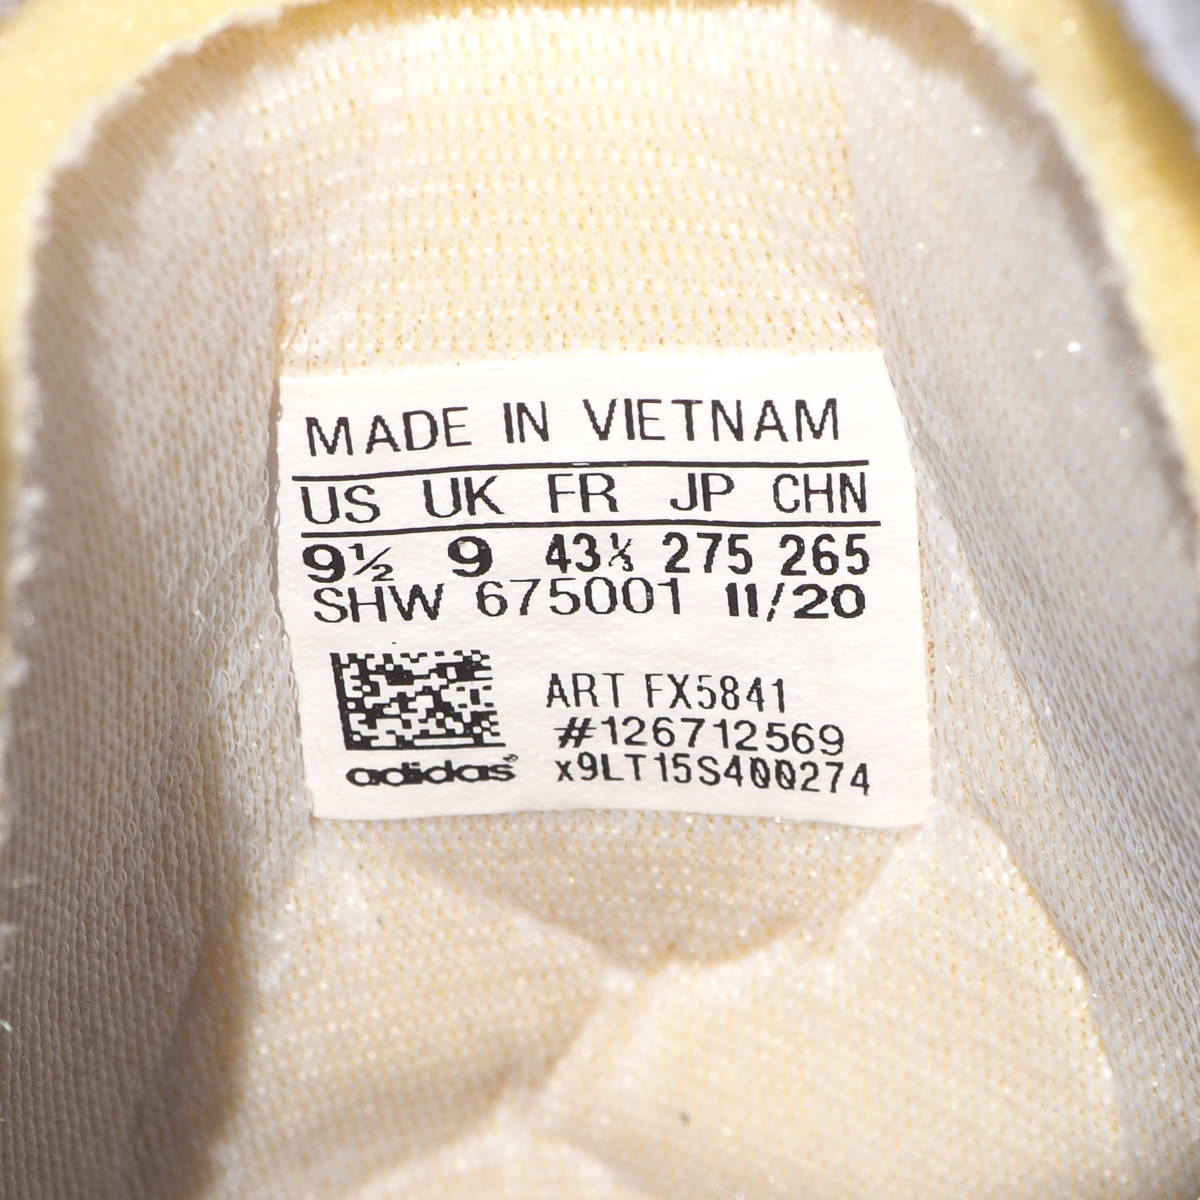 MADE IN VIETNAM
US UK FR JP CHN
9½ 9 43⅓ 275 265
SHW 675001 11/20
ART FX5841
#126712569
adidas® x9LT15S400274